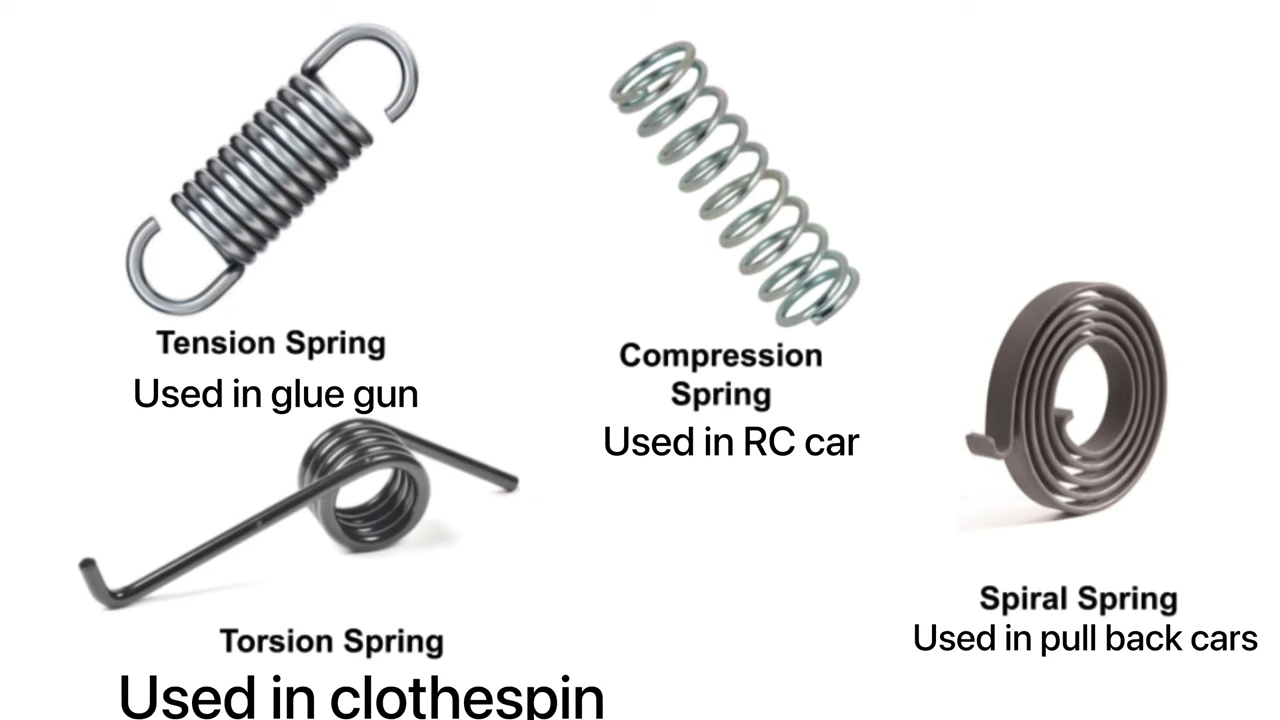 Tension Spring
Used in glue gun
Compression
Spring
Used in RC car
Torsion Spring
Used in clothespin
Spiral Spring
Used in pull back cars